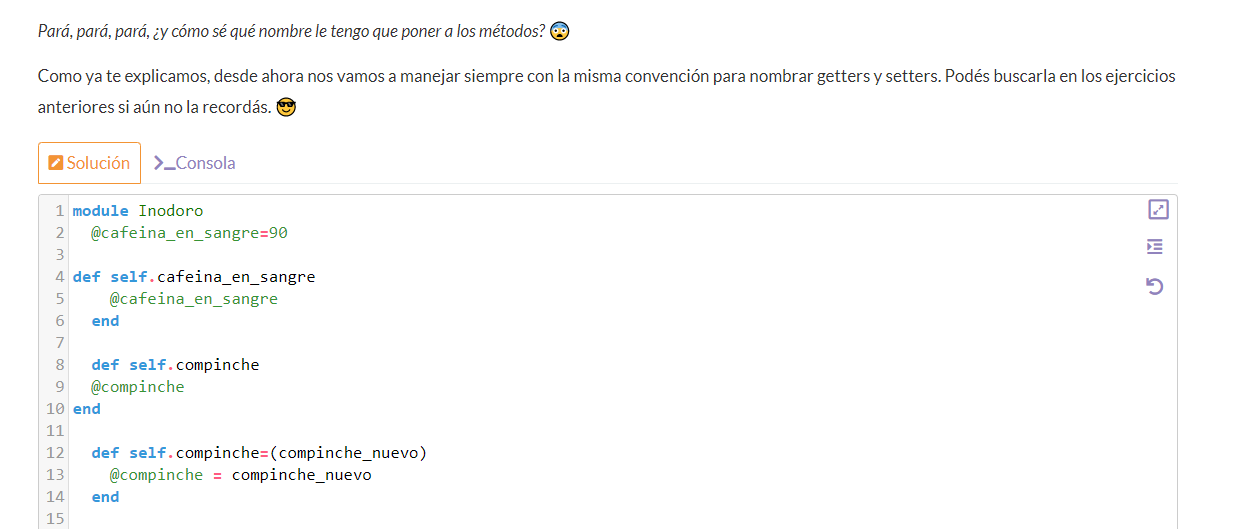 Pará, pará, pará, ¿y cómo sé qué nombre le tengo que poner a los métodos? 😨
Como ya te explicamos, desde ahora nos vamos a manejar siempre con la misma convención para nombrar getters y setters. Podés buscarla en los ejercicios
anteriores si aún no la recordás. 😎
Solución
>_Consola
1 module Inodoro
2   @cafeina_en_sangre=90
3
4 def self.cafeina_en_sangre
5     @cafeina_en_sangre
6   end
7
8   def self.compinche
9   @compinche
10 end
11
12   def self.compinche=(compinche_nuevo)
13     @compinche = compinche_nuevo
14   end
15